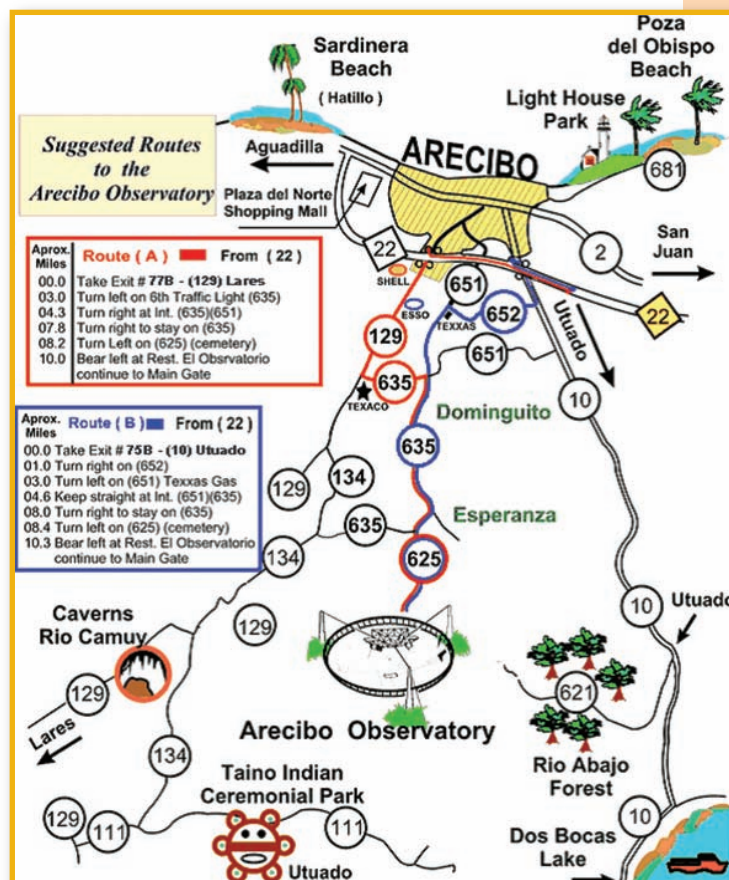 Poza
del Obispo
Beach
Sardinera
Beach
( Hatillo )
Light House
Park
Suggested Routes
to the
Arecibo Observatory
Aguadilla
ARECIBO
681
Plaza del Norte
Shopping Mall
22
2
San
Juan
Aprox.
Miles
Route ( A ) From ( 22 )
00.0 Take Exit # 77B - (129) Lares
03.0 Turn left on 6th Traffic Light (635)
04.3 Turn right at Int. (635)(651)
07.8 Turn right to stay on (635)
08.2 Turn Left on (625) (cemetery)
10.0 Bear left at Rest. El Obsrvatorio
continue to Main Gate
SHELL
651
ESSO
TEXXAS
652
22
Utuado
129
651
635
TEXACO
10
Dominguito
Aprox.
Miles
Route ( B ) From ( 22 )
00.0 Take Exit # 75B - (10) Utuado
01.0 Turn right on (652)
03.0 Turn left on (651) Texxas Gas
04.6 Keep straight at Int. (651)(635)
08.0 Turn right to stay on (635)
08.4 Turn left on (625) (cemetery)
10.3 Bear left at Rest. El Observatorio
continue to Main Gate
635
134
129
635
Esperanza
134
625
Caverns
Rio Camuy
129
10
Utuado
129
Lares
621
Arecibo Observatory
134
Rio Abajo
Forest
Taino Indian
Ceremonial Park
129
111
111
10
Dos Bocas
Lake
Utuado